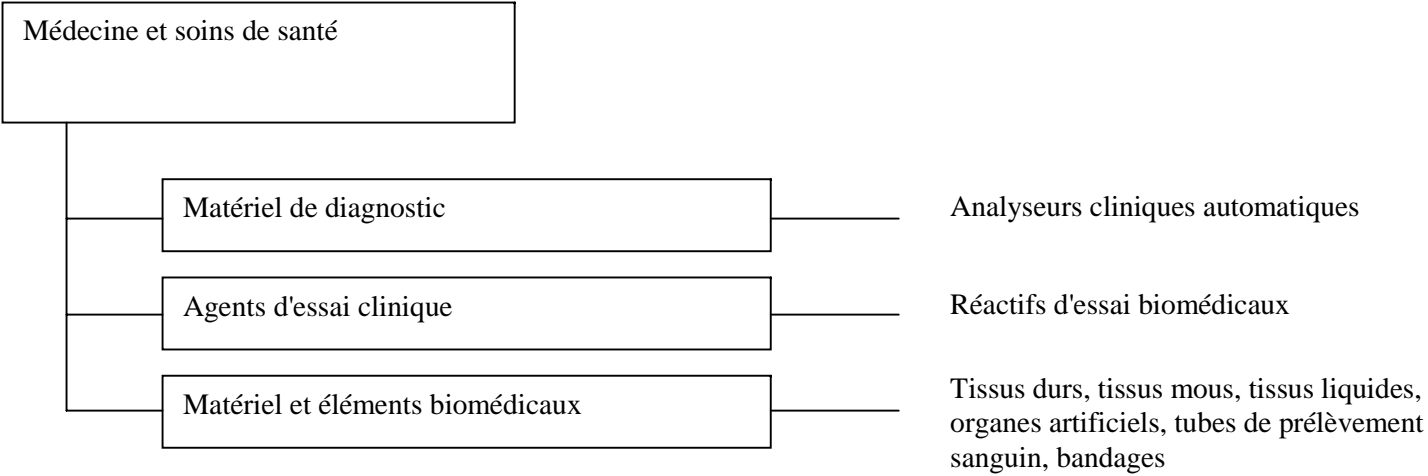 Médecine et soins de santé
Matériel de diagnostic
Analyseurs cliniques automatiques
Agents d'essai clinique
Réactifs d'essai biomédicaux
Matériel et éléments biomédicaux
Tissus durs, tissus mous, tissus liquides,
organes artificiels, tubes de prélèvement
sanguin, bandages